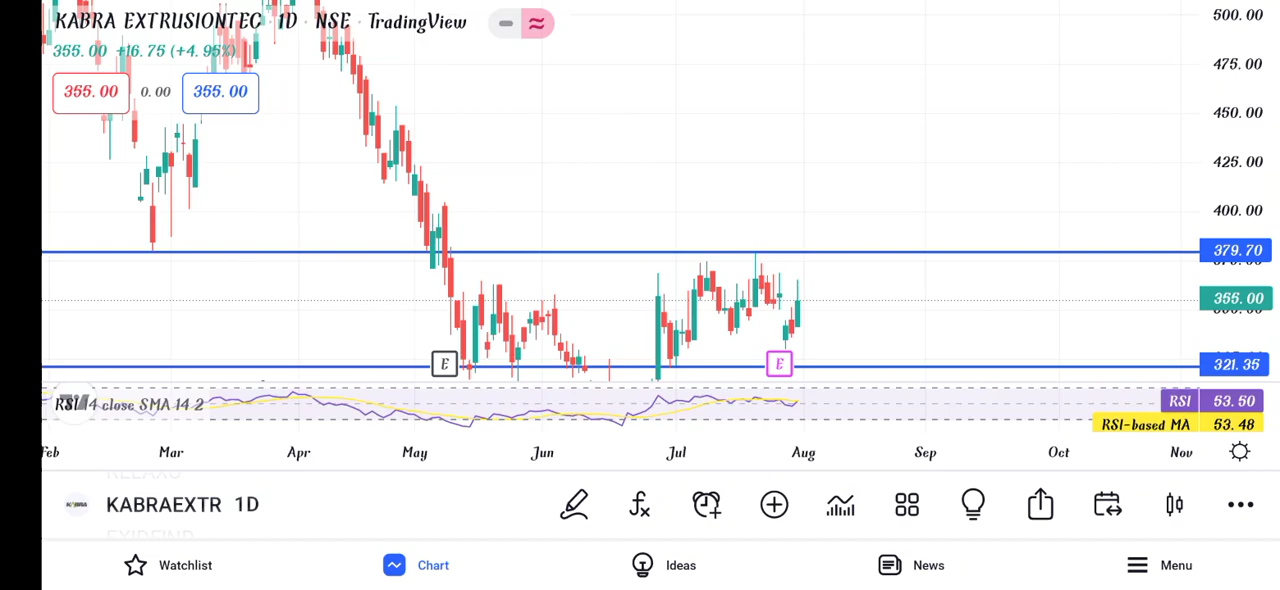 KABRA EXTRUSIONTEC · 1D · NSE · TradingView
355.00 +16.75 (+4.95%)
355.00 0.00 355.00
500.00
475.00
450.00
425.00
400.00
379.70
355.00
321.35
E E
RSI 14 close SMA 14 2
RSI 53.50
RSI-based MA 53.48
Feb Mar Apr May Jun Jul Aug Sep Oct Nov
KABRAEXTR 1D
Watchlist Chart Ideas News Menu